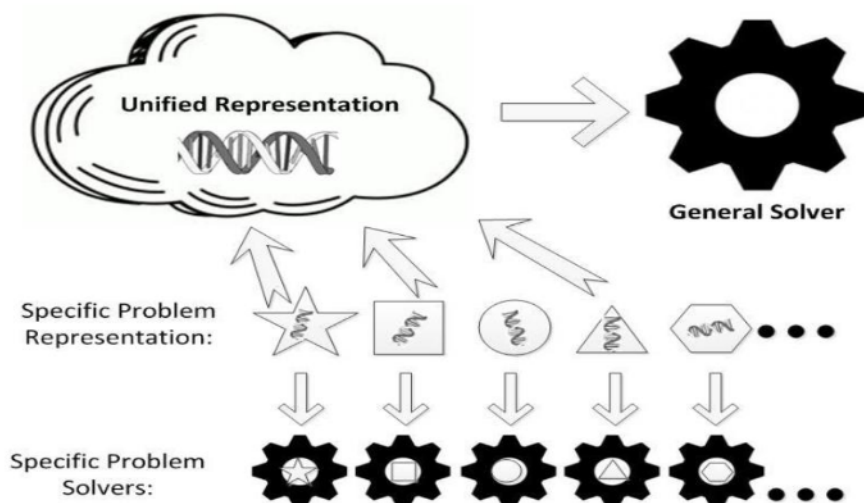 Unified Representation
General Solver
Specific Problem
Representation:
Specific Problem
Solvers: